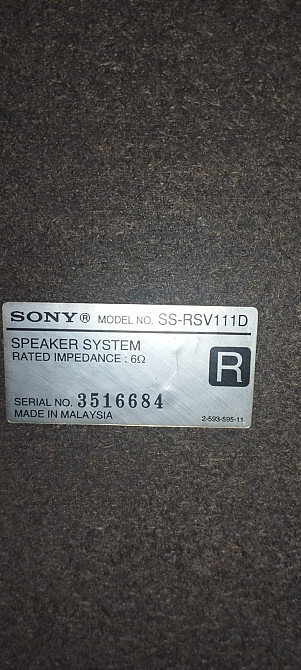 SONY® MODEL NO. SS-RSV111D
SPEAKER SYSTEM
RATED IMPEDANCE : 6Ω
R
SERIAL NO. 3516684
MADE IN MALAYSIA
2-593-595-11